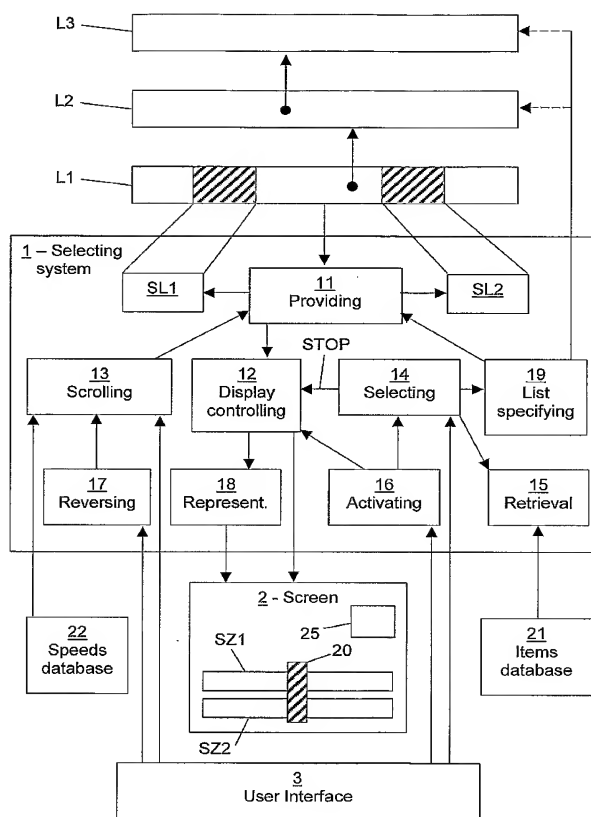 L3
L2
L1
1 – Selecting
system
SL1
11
Providing
SL2
STOP
13
Scrolling
12
Display
controlling
14
Selecting
19
List
specifying
17
Reversing
18
Represent.
16
Activating
15
Retrieval
2 - Screen
25
SZ1
20
SZ2
22
Speeds
database
21
Items
database
3
User Interface